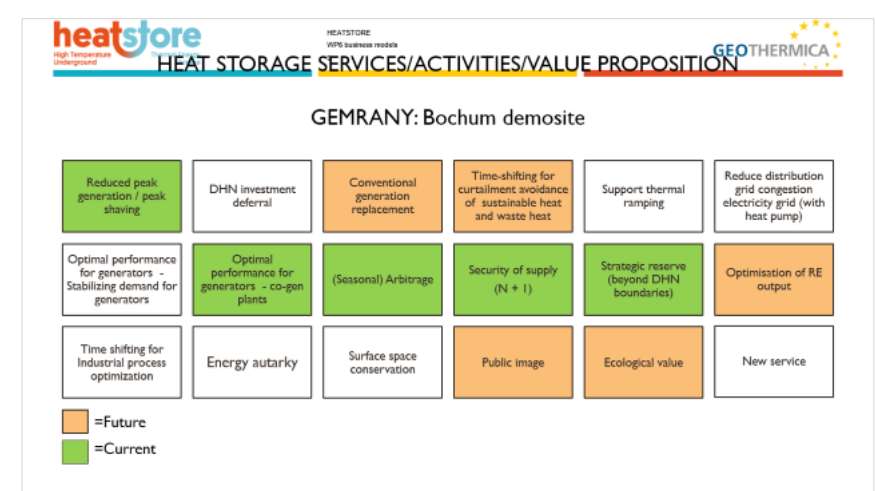 heatstore
HEATSTORE
WP6 business models
High Temperature
Underground
GEOTHERMICA
HEAT STORAGE SERVICES/ACTIVITIES/VALUE PROPOSITION
GEMRANY: Bochum demosite
Reduced peak
generation / peak
shaving
DHN investment
deferral
Conventional
generation
replacement
Time-shifting for
curtailment avoidance
of sustainable heat
and waste heat
Support thermal
ramping
Reduce distribution
grid congestion
electricity grid (with
heat pump)
Optimal performance
for generators -
Stabilizing demand for
generators
Optimal
performance for
generators - co-gen
plants
(Seasonal) Arbitrage
Security of supply
(N + 1)
Strategic reserve
(beyond DHN
boundaries)
Optimisation of RE
output
Time shifting for
Industrial process
optimization
Energy autarky
Surface space
conservation
Public image
Ecological value
New service
=Future
=Current